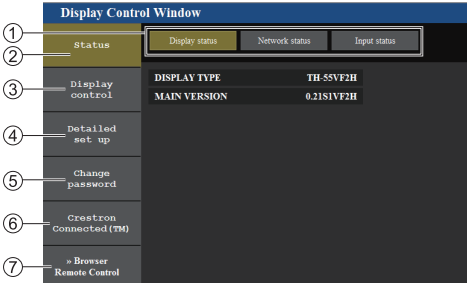 Display Control Window
① Display status Network status Input status
② Status
DISPLAY TYPE TH-55VF2H
MAIN VERSION 0.21S1VF2H
③ Display
control
④ Detailed
set up
⑤ Change
password
⑥ Crestron
Connected(TM)
⑦ » Browser
Remote Control